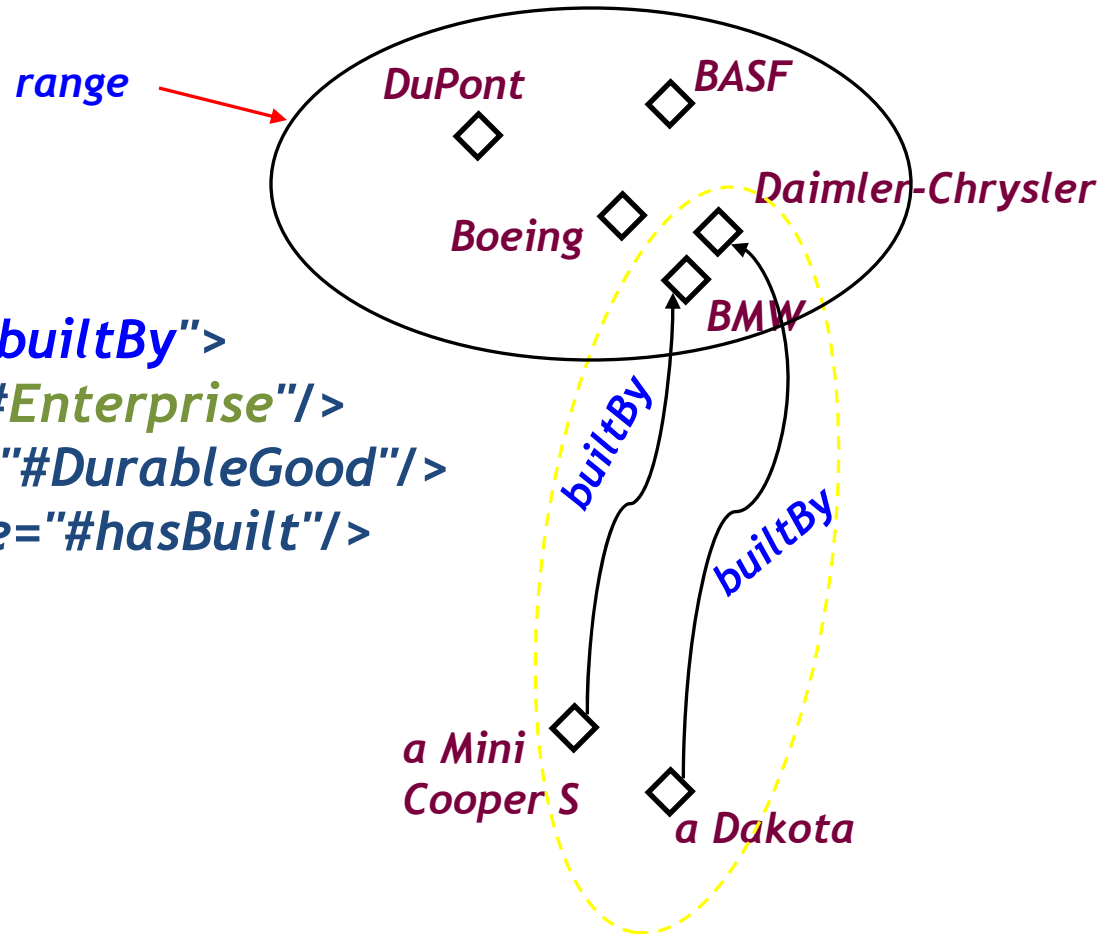 range
DuPont
BASF
Daimler-Chrysler
Boeing
BMW
builtBy">
#Enterprise"/>
"#DurableGood"/>
e="#hasBuilt"/>
builtBy
builtBy
a Mini
Cooper S
a Dakota